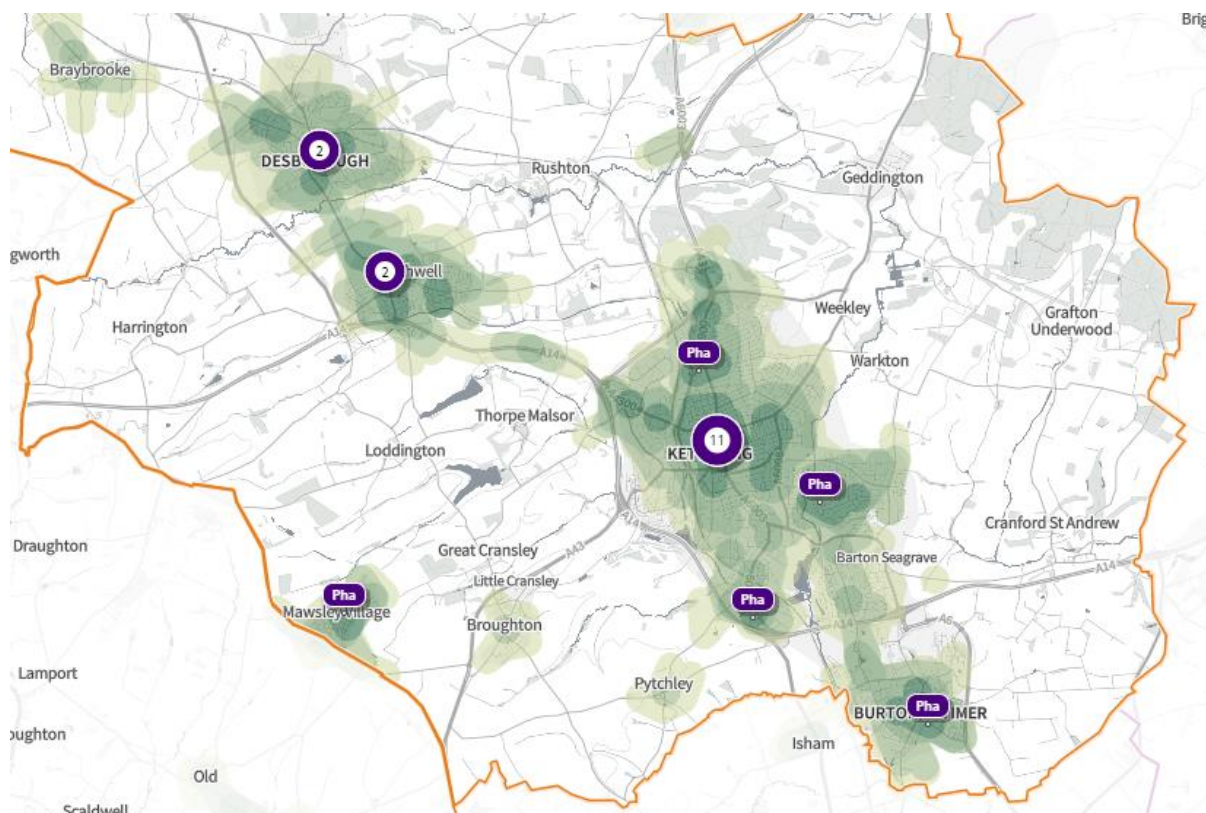 Brig
Braybrooke
A6003
2
DESB UGH
Rushton
Geddington
gworth
2
hwell
Harrington
Weekley
Grafton
Underwood
A14
Pha
Warkton
Thorpe Malsor
11
KET G
Loddington
Pha
Draughton
Great Cransley
A43
A14
Cranford St Andrew
Barton Seagrave
Little Cransley
A14
Pha
Mawsley Village
Pha
Broughton
A14
A6
Lamport
Pytchley
Pha
BURTO IMER
oughton
Isham
Old
Scaldwell